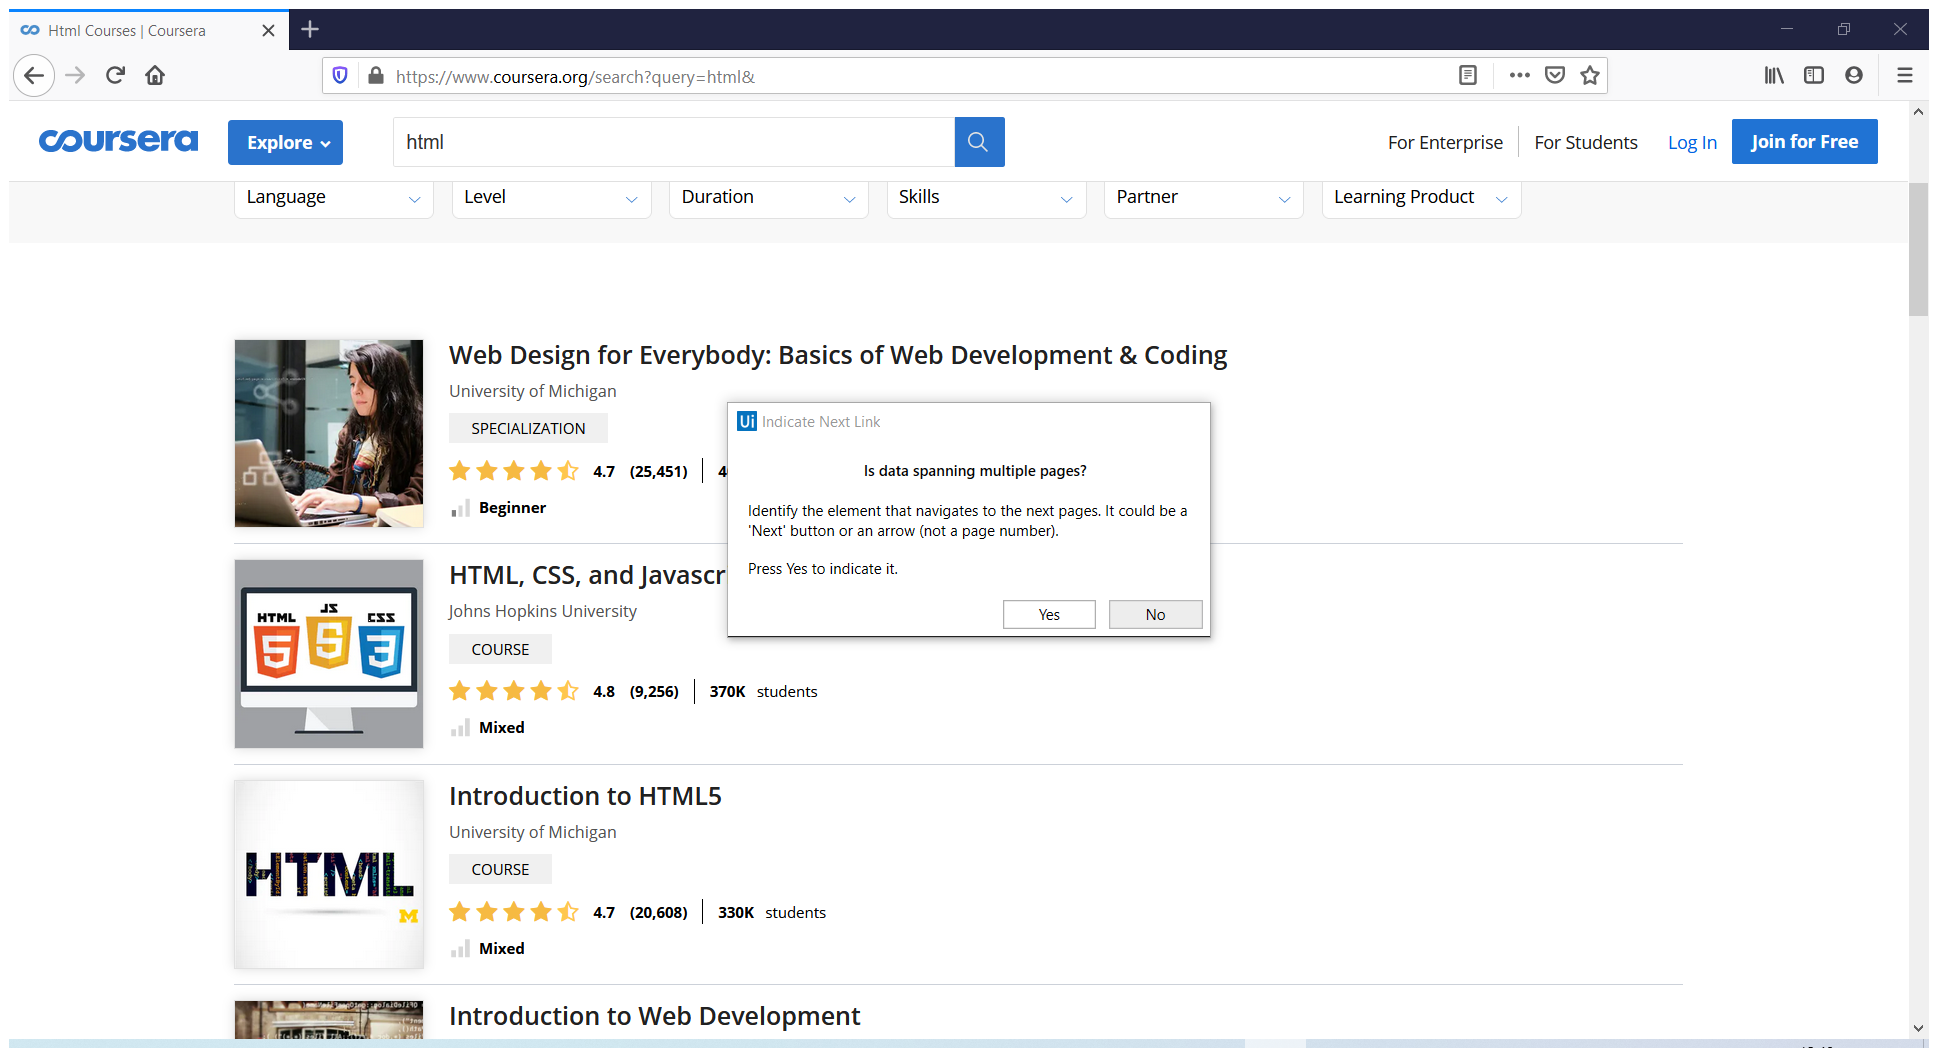 Html Courses | Coursera
https://www.coursera.org/search?query=html&
coursera
Explore
html
For Enterprise
For Students
Log In
Join for Free
Language
Level
Duration
Skills
Partner
Learning Product
Web Design for Everybody: Basics of Web Development & Coding
University of Michigan
SPECIALIZATION
4.7 (25,451)
Beginner
Ui Indicate Next Link
Is data spanning multiple pages?
Identify the element that navigates to the next pages. It could be a
'Next' button or an arrow (not a page number).
Press Yes to indicate it.
Yes
No
HTML, CSS, and Javascr
Johns Hopkins University
COURSE
4.8 (9,256) 370K students
Mixed
HTML
JS
CSS
5
5
3
Introduction to HTML5
University of Michigan
COURSE
4.7 (20,608) 330K students
Mixed
HTML
M
Introduction to Web Development